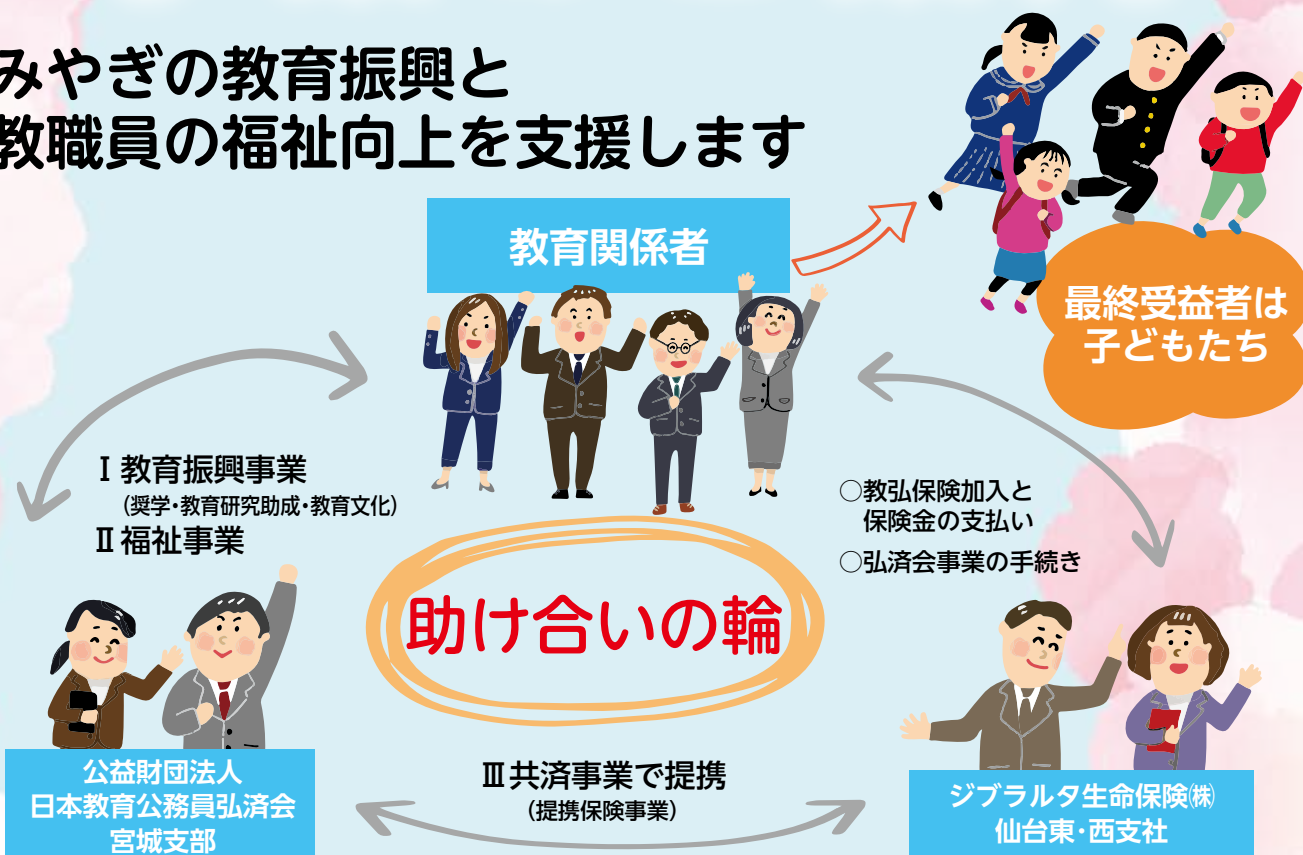 みやぎの教育振興と
教職員の福祉向上を支援します
教育関係者
最終受益者は
子どもたち
Ⅰ 教育振興事業
（奨学・教育研究助成・教育文化）
Ⅱ 福祉事業
○教弘保険加入と
保険金の支払い
○弘済会事業の手続き
助け合いの輪
公益財団法人
日本教育公務員弘済会
宮城支部
Ⅲ共済事業で提携
（提携保険事業）
ジブラルタ生命保険㈱
仙台東・西支社